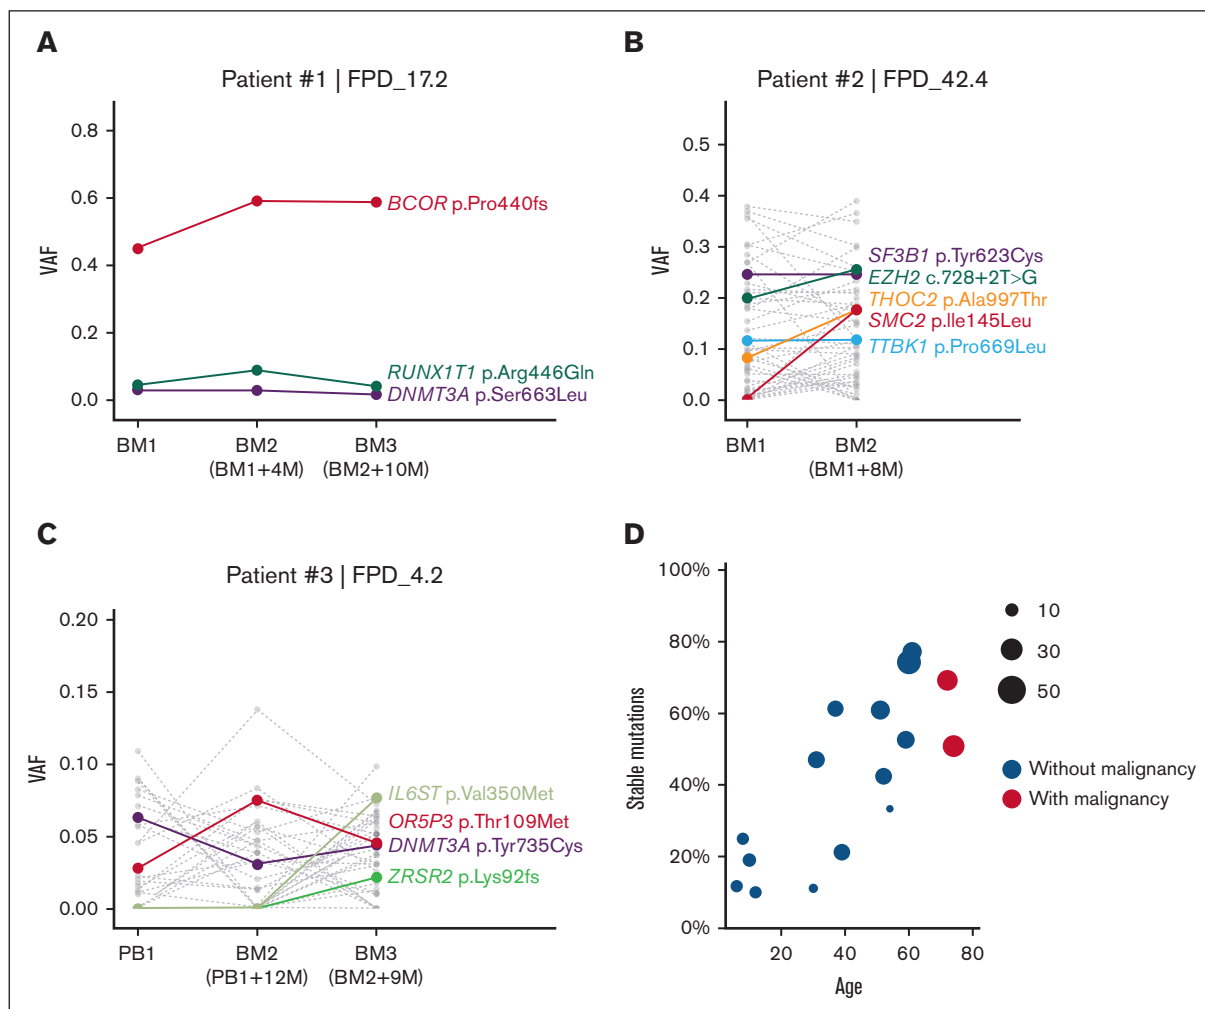 A
Patient #1 | FPD_17.2
VAF
0.8
0.6
0.4
0.2
0.0
BCOR p.Pro440fs
RUNX1T1 p.Arg446Gln
DNMT3A p.Ser663Leu
BM1
BM2
(BM1+4M)
BM3
(BM2+10M)
B
Patient #2 | FPD_42.4
VAF
0.5
0.4
0.3
0.2
0.1
0.0
SF3B1 p.Tyr623Cys
EZH2 c.728+2T>G
THOC2 p.Ala997Thr
SMC2 p.Ile145Leu
TTBK1 p.Pro669Leu
BM1
BM2
(BM1+8M)
C
Patient #3 | FPD_4.2
VAF
0.20
0.15
0.10
0.05
0.00
IL6ST p.Val350Met
OR5P3 p.Thr109Met
DNMT3A p.Tyr735Cys
ZRSR2 p.Lys92fs
PB1
BM2
(PB1+12M)
BM3
(BM2+9M)
D
Stable mutations
100%
80%
60%
40%
20%
0%
20
40
60
80
Age
10
30
50
Without malignancy
With malignancy